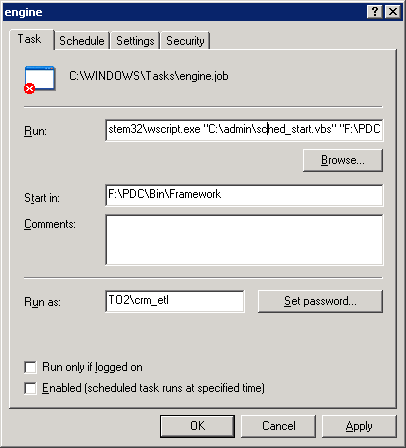 engine
Task Schedule Settings Security
C:\WINDOWS\Tasks\engine.job
Run: stem32\wscript.exe "C:\admin\sched_start.vbs" "F:\PDC
Browse...
Start in: F:\PDC\Bin\Framework
Comments:
Run as: TO2\crm_etl Set password...
Run only if logged on
Enabled (scheduled task runs at specified time)
OK Cancel Apply